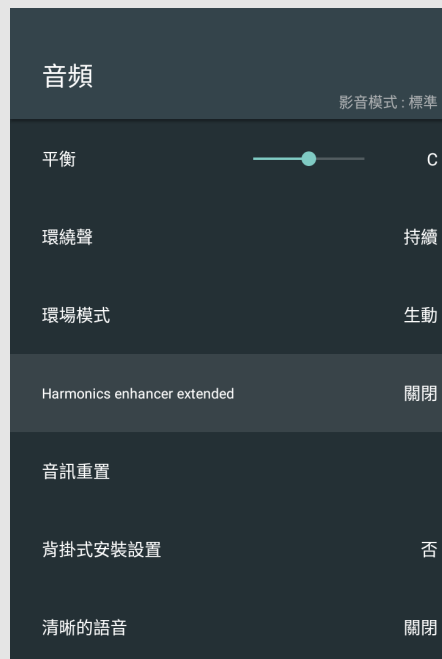 音頻
影音模式 : 標準
平衡 C
環繞聲 持續
環場模式 生動
Harmonics enhancer extended 關閉
音訊重置
背掛式安裝設置 否
清晰的語音 關閉